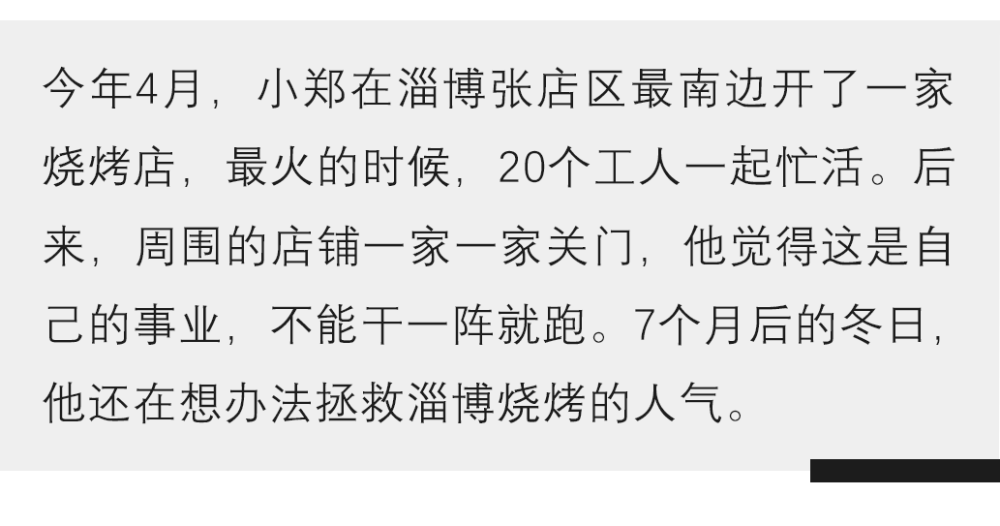 今年4月，小郑在淄博张店区最南边开了一家
烧烤店，最火的时候，20个工人一起忙活。后
来，周围的店铺一家一家关门，他觉得这是自
己的事业，不能干一阵就跑。7个月后的冬日，
他还在想办法拯救淄博烧烤的人气。